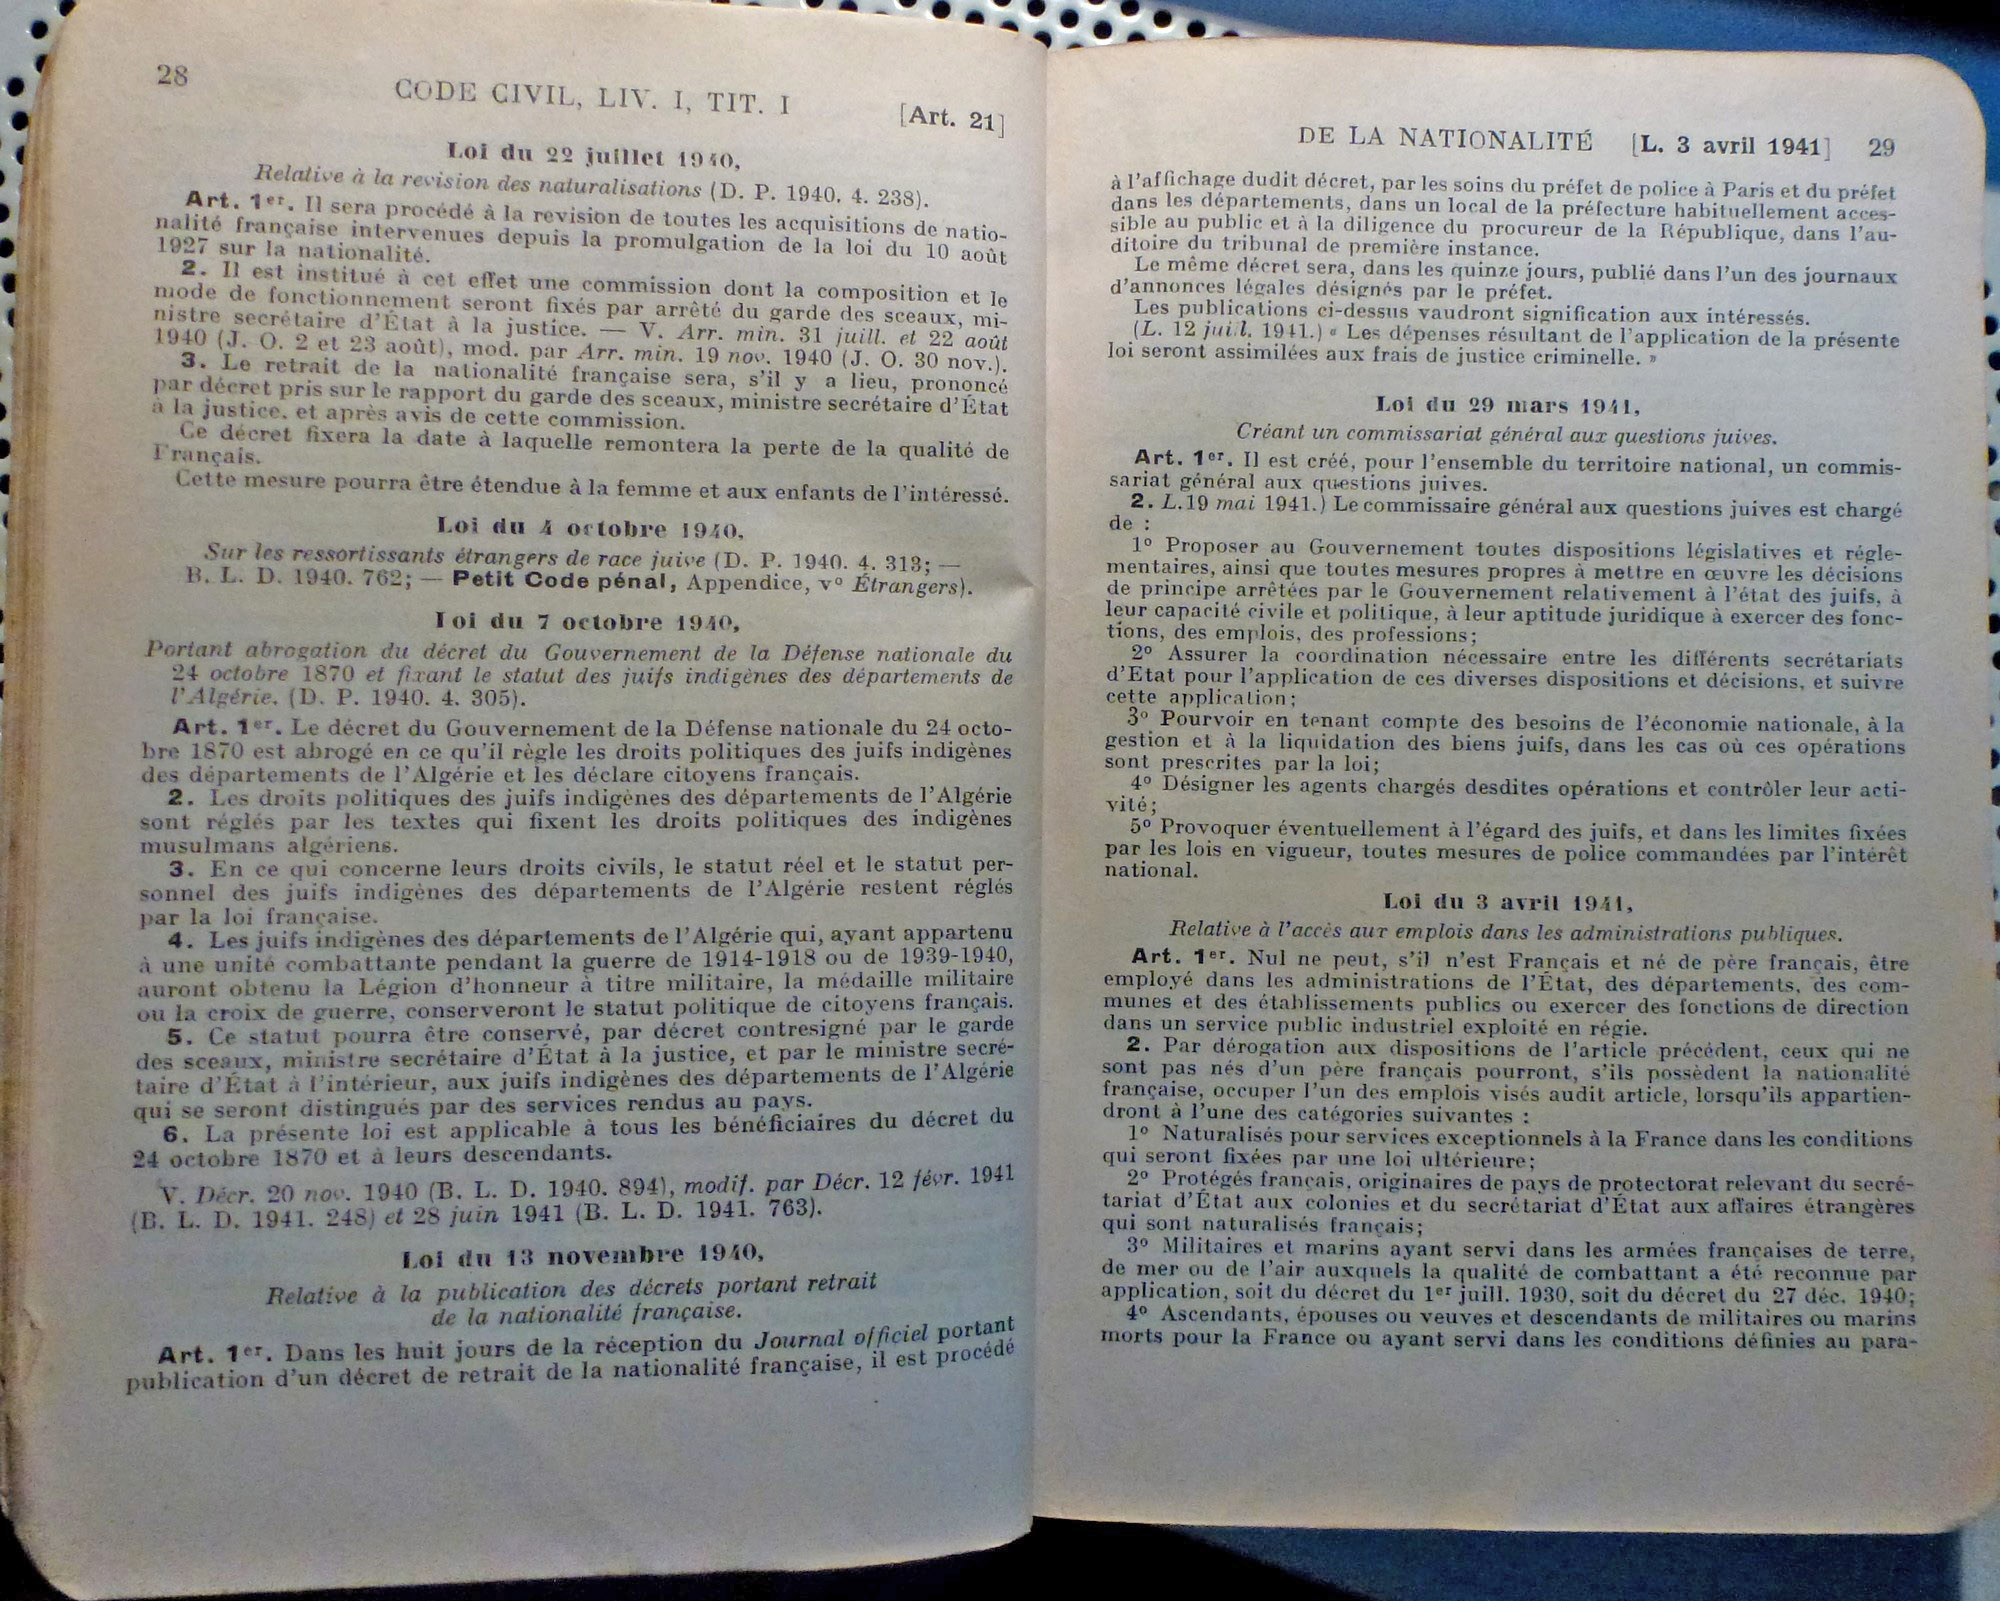 28
CODE CIVIL, LIV. I, TIT. I
[Art. 21]
Loi du 22 juillet 1940,
Relative à la revision des naturalisations (D. P. 1940. 4. 238).
Art. 1er. Il sera procédé à la revision de toutes les acquisitions de natio-
nalité française intervenues depuis la promulgation de la loi du 10 août
1927 sur la nationalité.
2. Il est institué à cet effet une commission dont la composition et le
mode de fonctionnement seront fixés par arrêté du garde des sceaux, mi-
nistre secrétaire d'État à la justice. — V. Arr. min. 31 juill. et 22 août
1940 (J. O. 2 et 23 août), mod. par Arr. min. 19 nov. 1940 (J. O. 30 nov.).
3. Le retrait de la nationalité française sera, s'il y a lieu, prononcé
par décret pris sur le rapport du garde des sceaux, ministre secrétaire d'État
à la justice, et après avis de cette commission.
Ce décret fixera la date à laquelle remontera la perte de la qualité de
Français.
Cette mesure pourra être étendue à la femme et aux enfants de l'intéressé.
Loi du 4 octobre 1940,
Sur les ressortissants étrangers de race juive (D. P. 1940. 4. 313; —
B. L. D. 1940. 762; — Petit Code pénal, Appendice, v° Étrangers).
Loi du 7 octobre 1940,
Portant abrogation du décret du Gouvernement de la Défense nationale du
24 octobre 1870 et fixant le statut des juifs indigènes des départements de
l'Algérie. (D. P. 1940. 4. 305).
Art. 1er. Le décret du Gouvernement de la Défense nationale du 24 octo-
bre 1870 est abrogé en ce qu'il règle les droits politiques des juifs indigènes
des départements de l'Algérie et les déclare citoyens français.
2. Les droits politiques des juifs indigènes des départements de l'Algérie
sont réglés par les textes qui fixent les droits politiques des indigènes
musulmans algériens.
3. En ce qui concerne leurs droits civils, le statut réel et le statut per-
sonnel des juifs indigènes des départements de l'Algérie restent réglés
par la loi française.
4. Les juifs indigènes des départements de l'Algérie qui, ayant appartenu
à une unité combattante pendant la guerre de 1914-1918 ou de 1939-1940,
auront obtenu la Légion d'honneur à titre militaire, la médaille militaire
ou la croix de guerre, conserveront le statut politique de citoyens français.
5. Ce statut pourra être conservé, par décret contresigné par le garde
des sceaux, ministre secrétaire d'État à la justice, et par le ministre secré-
taire d'État à l'intérieur, aux juifs indigènes des départements de l'Algérie
qui se seront distingués par des services rendus au pays.
6. La présente loi est applicable à tous les bénéficiaires du décret du
24 octobre 1870 et à leurs descendants.
V. Décr. 20 nov. 1940 (B. L. D. 1940. 894), modif. par Décr. 12 févr. 1941
(B. L. D. 1941. 248) et 28 juin 1941 (B. L. D. 1941. 763).
Loi du 13 novembre 1940,
Relative à la publication des décrets portant retrait
de la nationalité française.
Art. 1er. Dans les huit jours de la réception du Journal officiel portant
publication d'un décret de retrait de la nationalité française, il est procédé
DE LA NATIONALITÉ [L. 3 avril 1941] 29
à l'affichage dudit décret, par les soins du préfet de police à Paris et du préfet
dans les départements, dans un local de la préfecture habituellement acces-
sible au public et à la diligence du procureur de la République, dans l'au-
ditoire du tribunal de première instance.
Le même décret sera, dans les quinze jours, publié dans l'un des journaux
d'annonces légales désignés par le préfet.
Les publications ci-dessus vaudront signification aux intéressés.
(L. 12 juil. 1941.) « Les dépenses résultant de l'application de la présente
loi seront assimilées aux frais de justice criminelle. »
Loi du 29 mars 1941,
Créant un commissariat général aux questions juives.
Art. 1er. Il est créé, pour l'ensemble du territoire national, un commis-
sariat général aux questions juives.
2. L. 19 mai 1941.) Le commissaire général aux questions juives est chargé
de :
1° Proposer au Gouvernement toutes dispositions législatives et régle-
mentaires, ainsi que toutes mesures propres à mettre en œuvre les décisions
de principe arrêtées par le Gouvernement relativement à l'état des juifs, à
leur capacité civile et politique, à leur aptitude juridique à exercer des fonc-
tions, des emplois, des professions;
2° Assurer la coordination nécessaire entre les différents secrétariats
d'Etat pour l'application de ces diverses dispositions et décisions, et suivre
cette application;
3° Pourvoir en tenant compte des besoins de l'économie nationale, à la
gestion et à la liquidation des biens juifs, dans les cas où ces opérations
sont prescrites par la loi;
4° Désigner les agents chargés desdites opérations et contrôler leur acti-
vité;
5° Provoquer éventuellement à l'égard des juifs, et dans les limites fixées
par les lois en vigueur, toutes mesures de police commandées par l'intérêt
national.
Loi du 3 avril 1941,
Relative à l'accès aux emplois dans les administrations publiques.
Art. 1er. Nul ne peut, s'il n'est Français et né de père français, être
employé dans les administrations de l'État, des départements, des com-
munes et des établissements publics ou exercer des fonctions de direction
dans un service public industriel exploité en régie.
2. Par dérogation aux dispositions de l'article précédent, ceux qui ne
sont pas nés d'un père français pourront, s'ils possèdent la nationalité
française, occuper l'un des emplois visés audit article, lorsqu'ils appartien-
dront à l'une des catégories suivantes :
1° Naturalisés pour services exceptionnels à la France dans les conditions
qui seront fixées par une loi ultérieure;
2° Protégés français, originaires de pays de protectorat relevant du secré-
tariat d'État aux colonies et du secrétariat d'État aux affaires étrangères
qui sont naturalisés français;
3° Militaires et marins ayant servi dans les armées françaises de terre,
de mer ou de l'air auxquels la qualité de combattant a été reconnue par
application, soit du décret du 1er juill. 1930, soit du décret du 27 déc. 1940;
4° Ascendants, épouses ou veuves et descendants de militaires ou marins
morts pour la France ou ayant servi dans les conditions définies au para-